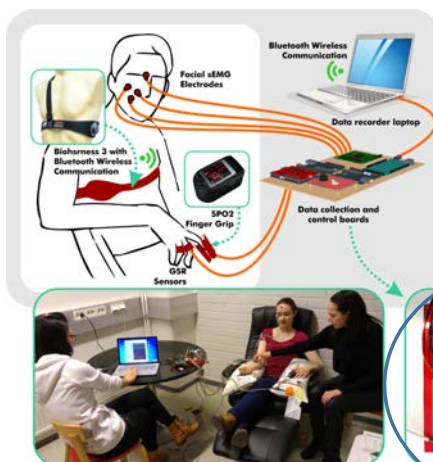 Bluetooth Wireless
Communication
Facial sEMG
Electrodes
Data recorder laptop
Bioharness 3 with
Bluetooth Wireless
Communication
SPO2
Finger Grip
Data collection and
control boards
GSR
Sensors